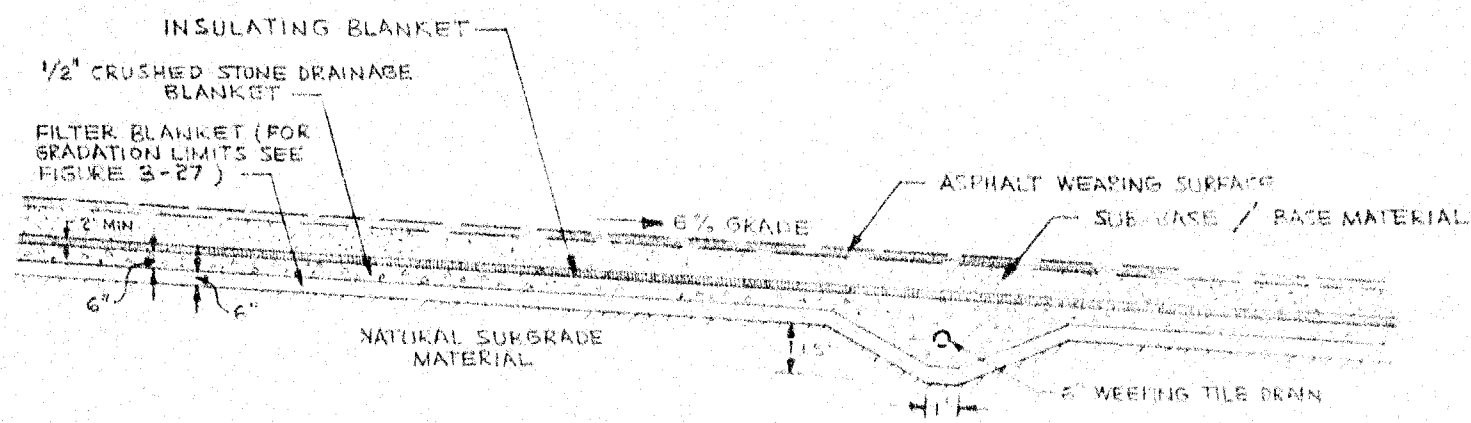 INSULATING BLANKET
1/2" CRUSHED STONE DRAINAGE
BLANKET
FILTER BLANKET (FOR
GRADATION LIMITS SEE
FIGURE 3-27)
ASPHALT WEARING SURFACE
SUB-BASE / BASE MATERIAL
2" MIN
6% GRADE
6"
6"
NATURAL SUBGRADE
MATERIAL
1.5'
1'
6" WEEPING TILE DRAIN